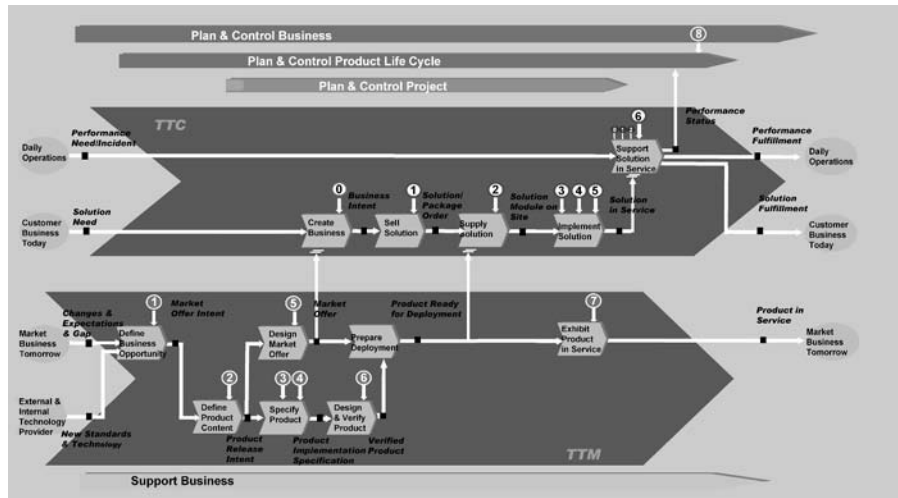 Plan & Control Business
8
Plan & Control Product Life Cycle
Plan & Control Project
TTC
Performance
Need/Incident
Daily
Operations
6
Support
Solution
in Service
Performance
Status
Performance
Fulfillment
Daily
Operations
Solution
Need
Customer
Business
Today
0
Create
Business
Business
Intent
1
Sell
Solution
Solution/
Package
Order
2
Supply
Solution
Solution
Module on
Site
3 4 5
Implement
Solution
Solution
in Service
Solution
Fulfillment
Customer
Business
Today
Changes &
Expectations
& Gap
Market
Business
Tomorrow
1
Define
Business
Opportunity
Market
Offer Intent
5
Design
Market
Offer
Market
Offer
Prepare
Deployment
Product Ready
for Deployment
7
Exhibit
Product
in Service
Product in
Service
Market
Business
Tomorrow
External &
Internal
Technology
Provider
New Standards
& Technology
2
Define
Product
Content
Product
Release
Intent
3 4
Specify
Product
Product
Implementation
Specification
6
Design
& Verify
Product
Verified
Product
TTM
Support Business